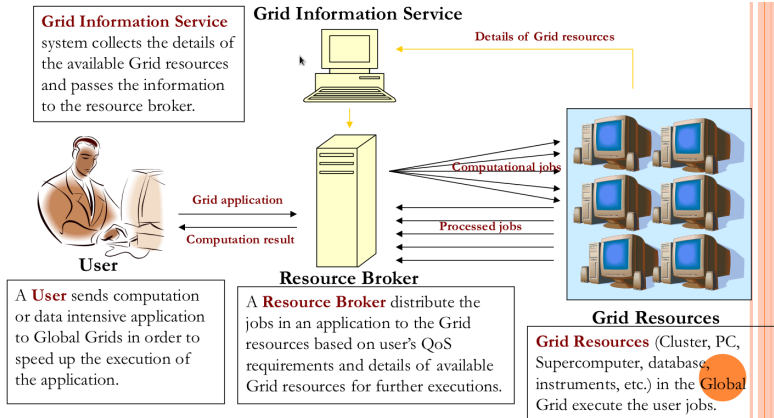 Grid Information Service
Grid Information Service
system collects the details of
the available Grid resources
and passes the information
to the resource broker.
Details of Grid resources
Computational jobs
Grid application
Processed jobs
Computation result
User
Resource Broker
A User sends computation
or data intensive application
to Global Grids in order to
speed up the execution of
the application.
A Resource Broker distribute the
jobs in an application to the Grid
resources based on user's QoS
requirements and details of available
Grid resources for further executions.
Grid Resources
Grid Resources (Cluster, PC,
Supercomputer, database,
instruments, etc.) in the Global
Grid execute the user jobs.